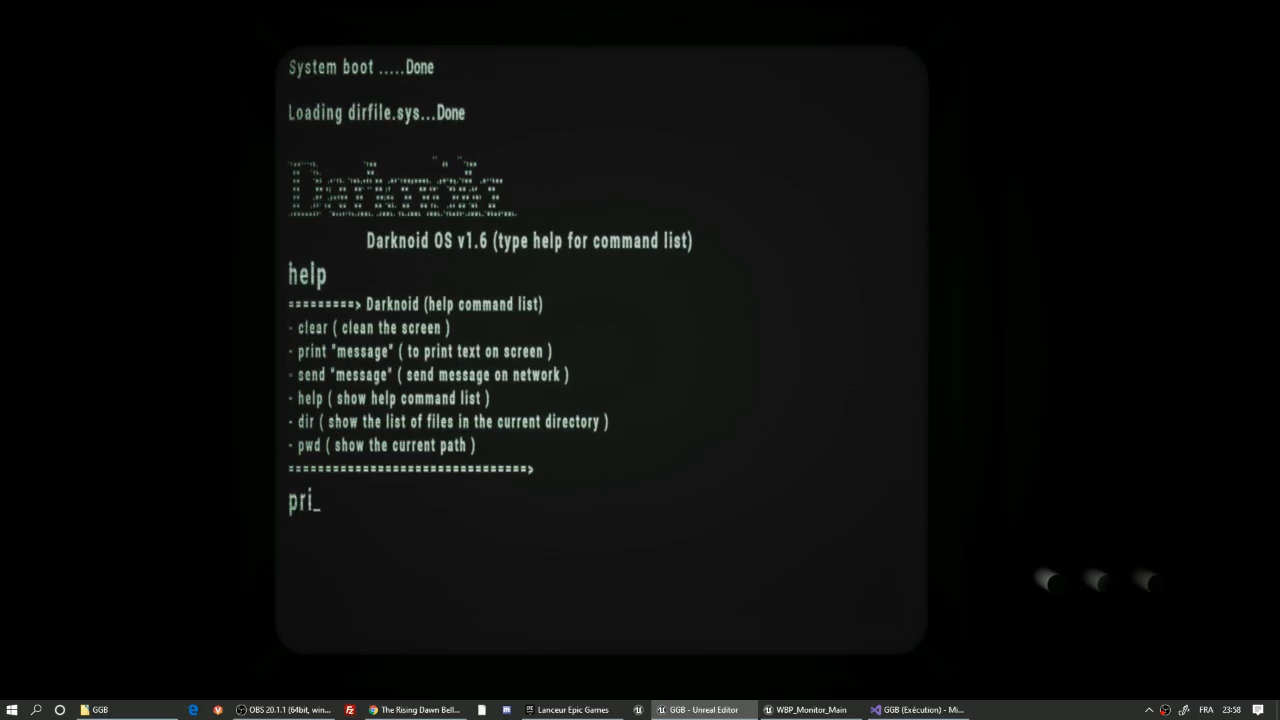 System boot .....Done
Loading dirfile.sys...Done
Darknoid OS v1.6 (type help for command list)
help
=========> Darknoid (help command list)
- clear ( clean the screen )
- print "message" ( to print text on screen )
- send "message" ( send message on network )
- help ( show help command list )
- dir ( show the list of files in the current directory )
- pwd ( show the current path )
===============================>
pri_
GGB
OBS 20.1.1 (64bit, win...
The Rising Dawn Bell...
Lanceur Epic Games
GGB - Unreal Editor
WBP_Monitor_Main
GGB (Exécution) - Mi...
FRA
23:58